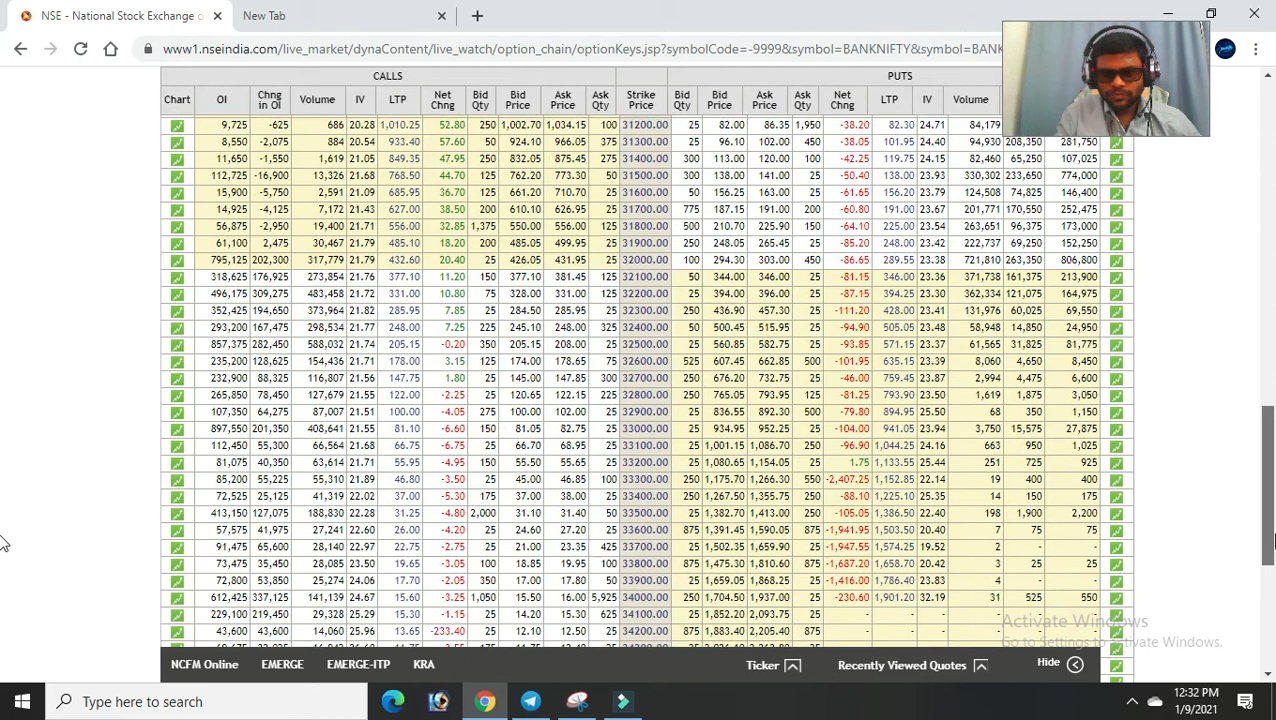 NSE - National Stock Exchange o
New Tab
www1.nseindia.com/live_market/dynaContent/live_watch/option_chain/optionKeys.jsp?symbolCode=-9999&symbol=BANKNIFTY&symbol=BANK
CALLS PUTS
Chart OI Chng in OI Volume IV LTP Net Chng Bid Qty Bid Price Ask Price Ask Qty Strike Price Bid Qty Bid Price Ask Price Ask Qty Net Chng LTP IV Volume
9,725 -625 686 20.28 1,010.25 52.80 250 1,002.70 1,034.15 100 31200.00 25 82.00 86.35 1,950 -38.20 82.30 24.71 84,179
8,550 -2,075 884 20.54 933.40 57.60 50 924.10 966.05 375 31300.00 25 96.10 102.00 450 -38.05 101.95 24.40 94,930 208,350 281,750
11,650 -1,550 1,619 21.05 849.35 47.95 25 832.05 875.45 275 31400.00 300 113.00 120.00 100 -42.25 119.75 24.15 82,460 65,250 107,025
112,725 -16,900 13,326 21.68 768.50 44.70 125 762.20 773.30 50 31500.00 300 138.00 141.00 25 -50.40 138.00 23.93 330,302 233,650 774,000
15,900 -5,750 2,591 21.09 685.50 36.70 125 661.20 710.70 25 31600.00 50 156.25 163.00 25 -61.65 156.20 23.79 124,508 74,825 146,400
14,925 -4,125 7,172 21.43 38.50 200 610.10 626.25 25 31700.00 775 187.15 191.00 200 -60.80 191.00 23.67 201,771 170,550 252,475
56,875 -2,950 19,400 21.71 556.00 32.85 550.00 556.00 125 31800.00 500 210.70 225.90 150 -64.10 225.00 23.54 263,651 96,375 173,000
61,100 2,475 30,467 21.79 485.10 18.20 200 485.05 499.95 25 31900.00 25 248.05 265.45 25 -85.20 248.00 23.42 222,737 69,250 152,250
795,125 202,300 317,779 21.79 432.00 20.40 25 426.05 431.95 25 32000.00 100 294.30 303.00 450 -86.65 289.55 23.38 721,810 263,350 806,800
318,625 176,925 273,854 21.76 377.10 11.20 150 377.10 381.45 125 32100.00 50 344.00 346.00 25 -81.15 346.00 23.36 371,738 161,375 213,900
496,175 309,275 483,458 21.72 10.80 75 328.00 331.00 125 32200.00 25 394.00 396.00 25 -87.15 394.25 23.30 362,334 121,075 164,975
352,425 194,650 373,964 21.82 285.95 7.85 25 284.50 285.95 25 32300.00 25 436.90 457.30 25 -111.20 428.00 23.41 131,976 60,025 69,550
293,200 167,475 298,534 21.77 248.00 7.25 225 245.10 248.00 325 32400.00 50 500.45 515.95 25 -94.90 505.05 23.48 58,948 14,850 24,950
857,375 282,450 588,032 21.74 205.15 -0.20 350 205.15 208.00 25 32500.00 25 560.85 582.75 25 -93.85 571.15 23.37 61,565 31,825 81,775
235,200 128,625 154,436 21.71 178.00 3.15 125 174.00 178.65 75 32600.00 525 607.45 662.85 500 -101.95 635.15 23.39 8,060 4,650 8,450
232,900 88,325 116,807 21.56 147.75 1.80 25 145.00 147.85 300 32700.00 250 676.20 732.75 25 -46.00 759.45 23.87 2,994 4,475 6,600
265,850 78,450 127,679 21.55 122.00 -2.25 25 120.65 122.15 225 32800.00 250 765.05 793.95 125 -81.25 793.90 23.50 1,619 1,875 3,050
107,350 64,275 87,007 21.51 100.00 -4.05 275 100.00 102.00 25 32900.00 25 836.55 892.30 500 -79.80 894.95 25.50 68 350 1,150
897,550 201,350 408,641 21.55 81.10 -6.60 150 81.05 82.75 25 33000.00 25 934.95 952.25 25 -104.00 941.05 23.94 3,750 15,575 27,875
112,450 55,300 66,564 21.68 66.75 -6.75 25 66.70 68.95 25 33100.00 25 1,001.15 1,086.70 250 -96.90 1,044.25 24.16 663 950 1,025
81,075 40,350 63,614 21.71 -4.95 150 55.50 55.65 25 33200.00 25 1,080.65 1,154.05 25 1.75 1,133.55 25.44 251 725 925
85,200 55,225 55,310 21.89 46.80 -3.50 25 45.00 46.85 100 33300.00 25 1,175.70 1,266.30 550 -2,407.25 1,152.85 22.14 19 400 400
72,525 25,125 41,319 22.02 37.00 -5.30 175 37.00 38.00 25 33400.00 25 1,267.50 1,355.75 250 -88.10 1,225.10 25.35 14 150 175
413,150 127,075 188,830 22.28 31.25 -4.80 2,000 31.10 31.40 50 33500.00 25 1,382.70 1,413.00 250 -105.05 1,386.50 22.40 198 1,900 2,200
57,575 41,975 27,241 22.60 26.00 -4.20 25 24.60 27.20 25 33600.00 875 1,391.45 1,590.05 875 -1,941.95 1,503.50 20.40 7 75 75
91,475 65,600 28,140 22.97 22.75 -2.75 25 21.00 23.35 425 33700.00 25 1,502.35 1,659.90 25 -1,947.55 1,574.25 19.52 2 - -
73,475 35,450 28,085 23.50 19.65 -3.05 100 18.85 19.95 100 33800.00 25 1,475.30 1,810.60 875 -1,687.20 1,658.70 20.42 3 25 25
72,800 53,850 25,274 24.06 17.70 -2.05 350 17.00 17.80 50 33900.00 25 1,659.05 1,868.25 25 -1,416.00 1,786.40 23.83 4 - -
612,425 337,125 141,139 24.67 -3.25 1,050 15.50 16.00 5,925 34000.00 250 1,704.50 1,937.00 25 -230.60 1,901.20 32.19 31 525 550
229,100 219,450 29,328 25.29 -1.15 25 14.20 15.30 625 34100.00 25 1,852.20 2,093.75 25 - - - - - -
43,600 43,600 14,060 25.96 -233.40 25 12.10 12.50 25 34200.00 875 1,883.40 2,205.40 875 - - - - - -
Activate Windows
Go to Settings to activate Windows.
NCFM Online EMERGE EMERGE-ITP Ticker Recently Viewed Quotes Hide
Type here to search
12:32 PM
1/9/2021